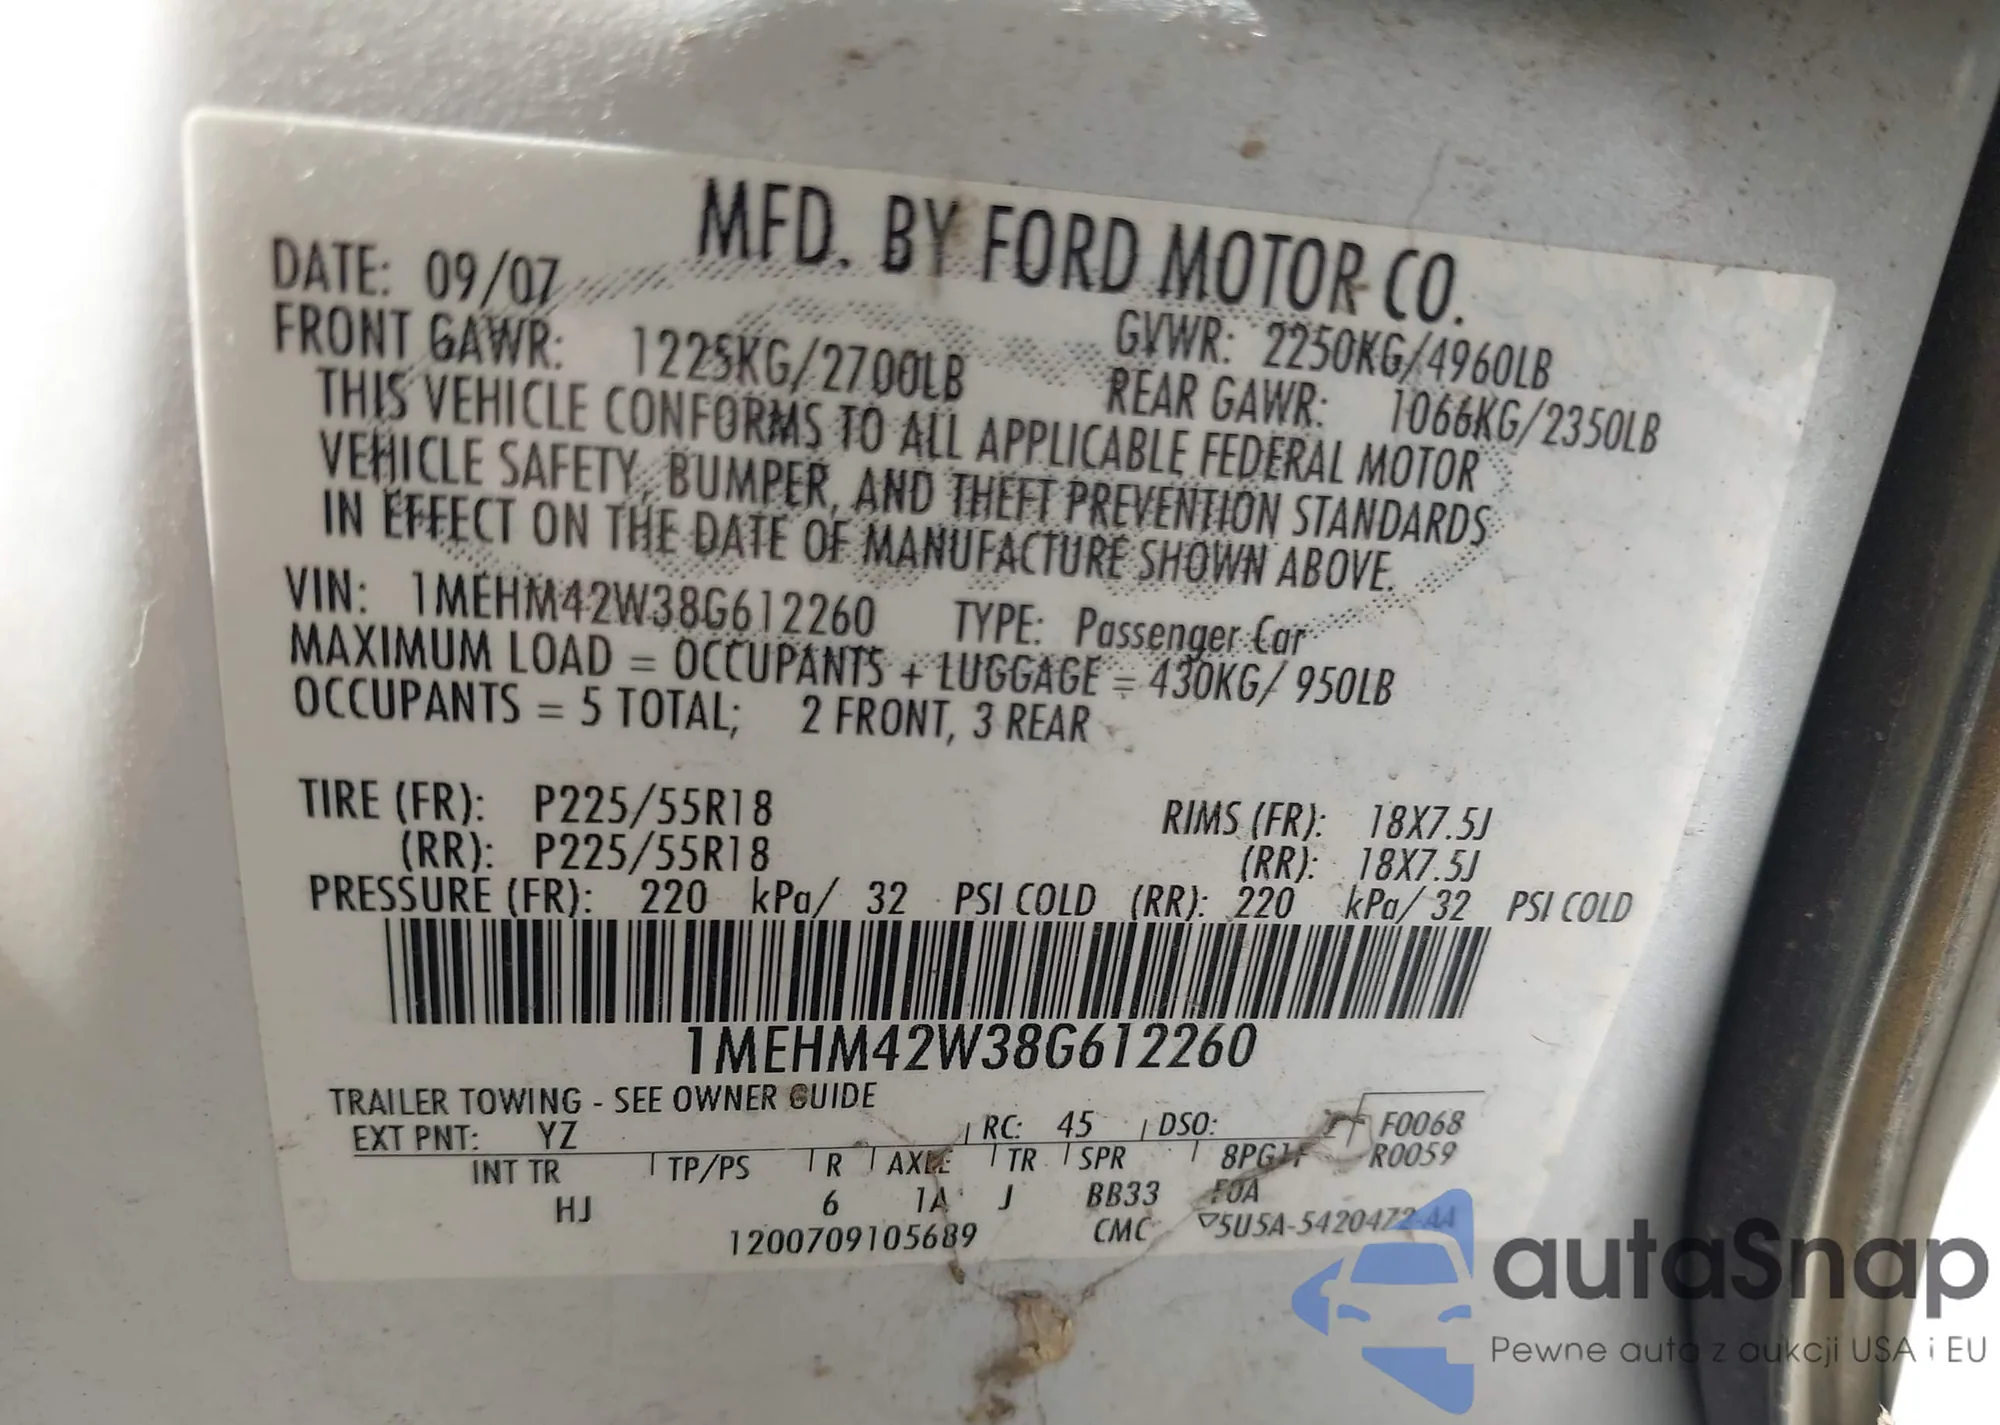 MFD. BY FORD MOTOR CO.
DATE: 09/07
GVWR: 2250KG/4960LB
FRONT GAWR: 1225KG/2700LB
REAR GAWR: 1066KG/2350LB
THIS VEHICLE CONFORMS TO ALL APPLICABLE FEDERAL MOTOR
VEHICLE SAFETY, BUMPER, AND THEFT PREVENTION STANDARDS
IN EFFECT ON THE DATE OF MANUFACTURE SHOWN ABOVE.
VIN: 1MEHM42W38G612260 TYPE: Passenger Car
MAXIMUM LOAD = OCCUPANTS + LUGGAGE = 430KG/ 950LB
OCCUPANTS = 5 TOTAL; 2 FRONT, 3 REAR
TIRE (FR): P225/55R18 RIMS (FR): 18X7.5J
(RR): P225/55R18 (RR): 18X7.5J
PRESSURE (FR): 220 kPa/ 32 PSI COLD (RR): 220 kPa/ 32 PSI COLD
1MEHM42W38G612260
TRAILER TOWING - SEE OWNER GUIDE
EXT PNT: YZ RC: 45 DSO: F0068
INT TR TP/PS R AXLE TR SPR R0059
HJ 6 1A J BB33 F0A
1200709105689 CMC ▽5U5A-5420472-AA
autaSnap
Pewne auta z aukcji USA i EU